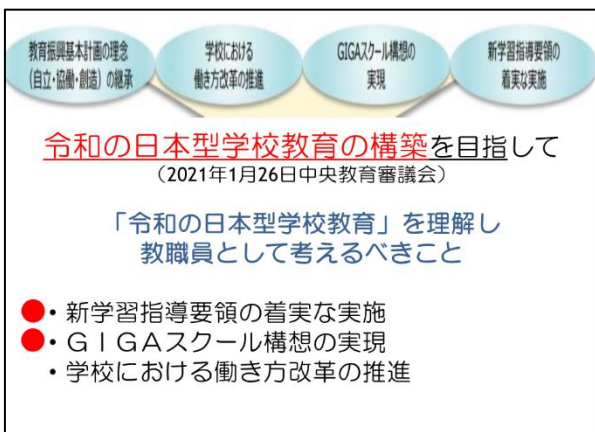 教育振興基本計画の理念
(自立・協働・創造)の継承
学校における
働き方改革の推進
GIGAスクール構想の
実現
新学習指導要領の
着実な実施
令和の日本型学校教育の構築を目指して
(2021年1月26日中央教育審議会)
「令和の日本型学校教育」を理解し
教職員として考えるべきこと
・新学習指導要領の着実な実施
・GIGAスクール構想の実現
・学校における働き方改革の推進